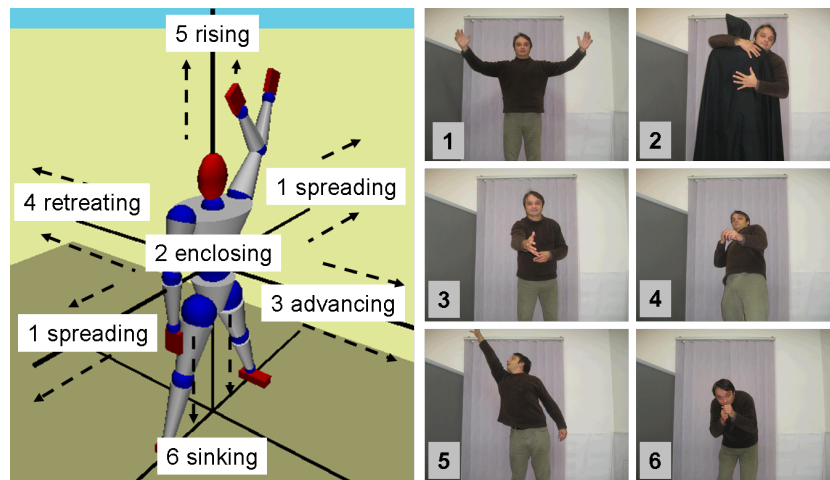 5 rising
1 spreading
4 retreating
2 enclosing
3 advancing
1 spreading
6 sinking
1
2
3
4
5
6